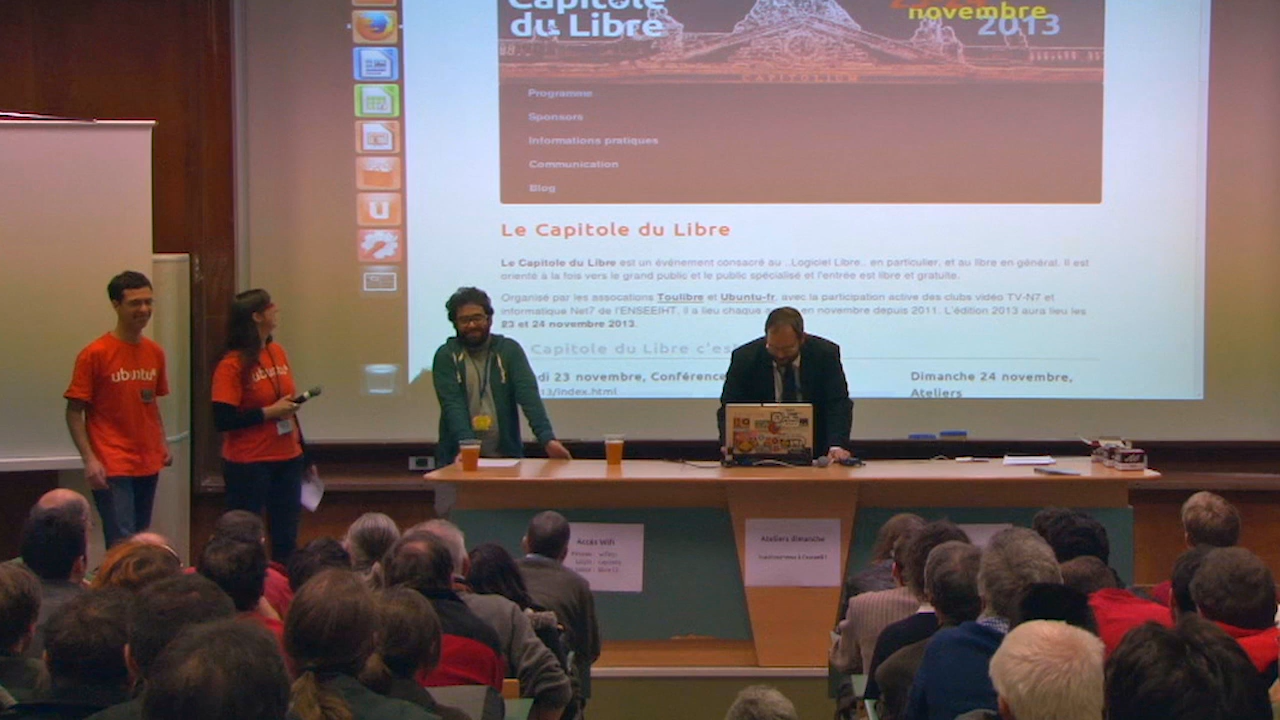 Capitole
du Libre
novembre
2013
CAPITOLIUM
Programme
Sponsors
Informations pratiques
Communication
Blog
Le Capitole du Libre
Le Capitole du Libre est un événement consacré au ..Logiciel Libre.. en particulier, et au libre en général. Il est
orienté à la fois vers le grand public et le public spécialisé et l'entrée est libre et gratuite.
Organisé par les assocations Toulibre et Ubuntu-fr, avec la participation active des clubs vidéo TV-N7 et
informatique Net7 de l'ENSEEIHT, il a lieu chaque en novembre depuis 2011. L'édition 2013 aura lieu les
23 et 24 novembre 2013.
Capitole du Libre c'est
di 23 novembre, Conférence
Dimanche 24 novembre,
13/index.html
Ateliers
ubuntu
ubuntu
Accès Wifi
Ateliers dimanche